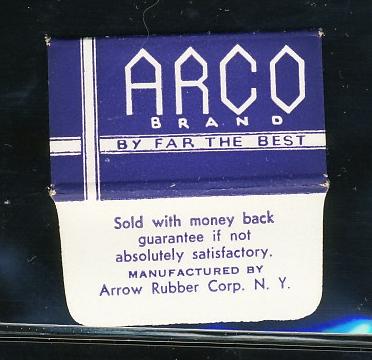 ARCO
BRAND
BY FAR THE BEST
Sold with money back
guarantee if not
absolutely satisfactory.
MANUFACTURED BY
Arrow Rubber Corp. N. Y.